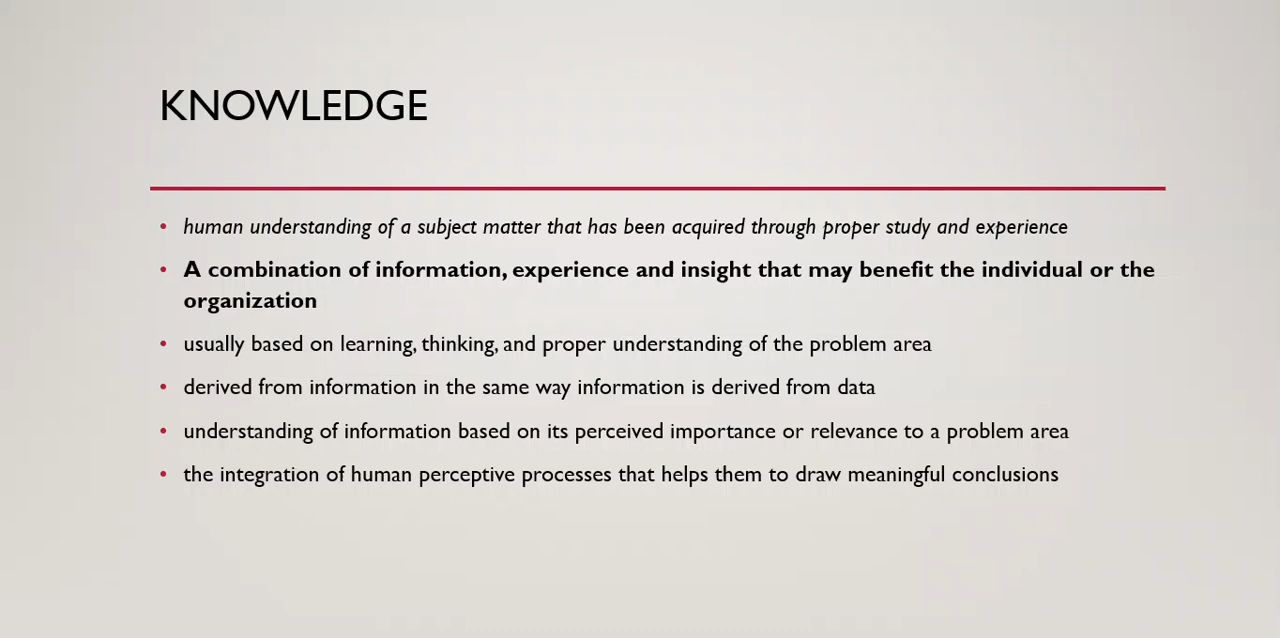 KNOWLEDGE
• human understanding of a subject matter that has been acquired through proper study and experience
• A combination of information, experience and insight that may benefit the individual or the
organization
• usually based on learning, thinking, and proper understanding of the problem area
• derived from information in the same way information is derived from data
• understanding of information based on its perceived importance or relevance to a problem area
• the integration of human perceptive processes that helps them to draw meaningful conclusions